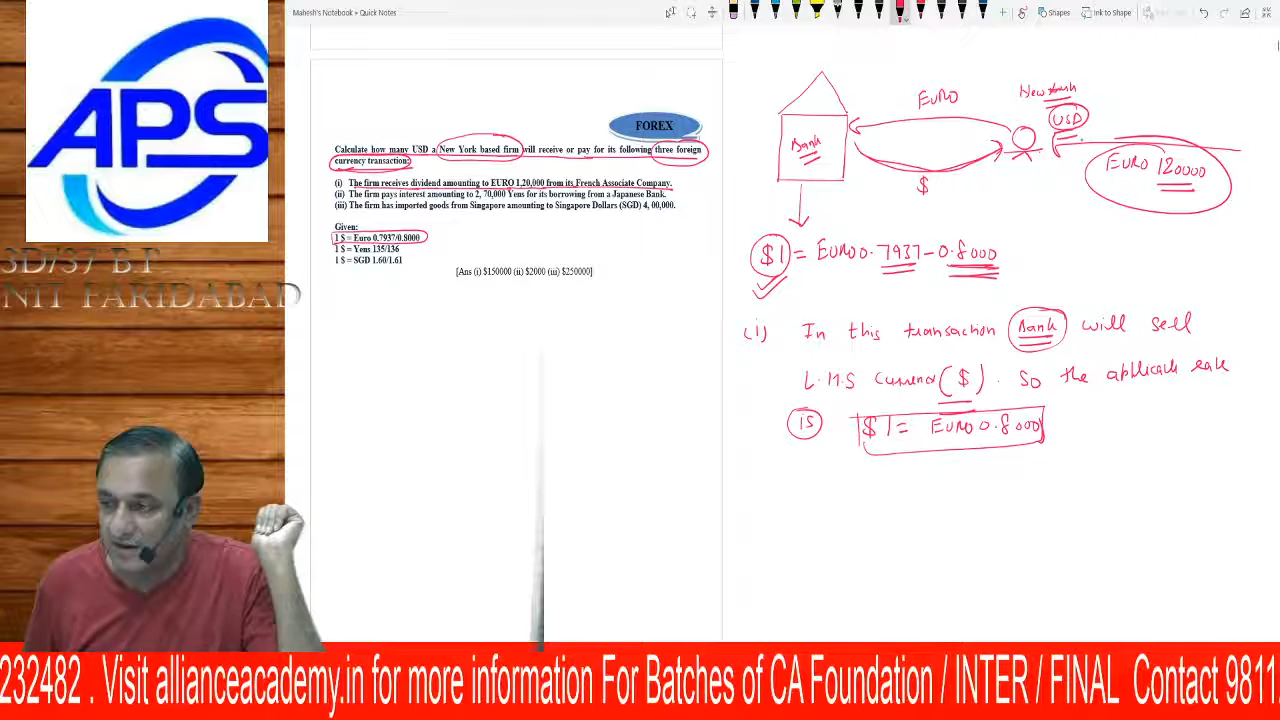 Mahesh's Notebook » Quick Notes
Shapes
Ink to Shape
APS
3D/37 B.P.
NIT FARIDABAD
FOREX
Calculate how many USD a New York based firm will receive or pay for its following three foreign
currency transaction:
(i) The firm receives dividend amounting to EURO 1,20,000 from its French Associate Company.
(ii) The firm pays interest amounting to 2, 70,000 Yens for its borrowing from a Japanese Bank.
(iii) The firm has imported goods from Singapore amounting to Singapore Dollars (SGD) 4, 00,000.
Given:
1 $ = Euro 0.7937/0.8000
1 $ = Yens 135/136
1 $ = SGD 1.60/1.61
[Ans (i) $150000 (ii) $2000 (iii) $250000]
EURO
USD
Bank
EURO 120000
$
$1 = EURO 0.7937 - 0.8000
(i) In this transaction Bank will sell
L.H.S currency ($). So the
is $1 = EURO 0.8000
232482 . Visit allianceacademy.in for more information For Batches of CA Foundation / INTER / FINAL Contact 9811